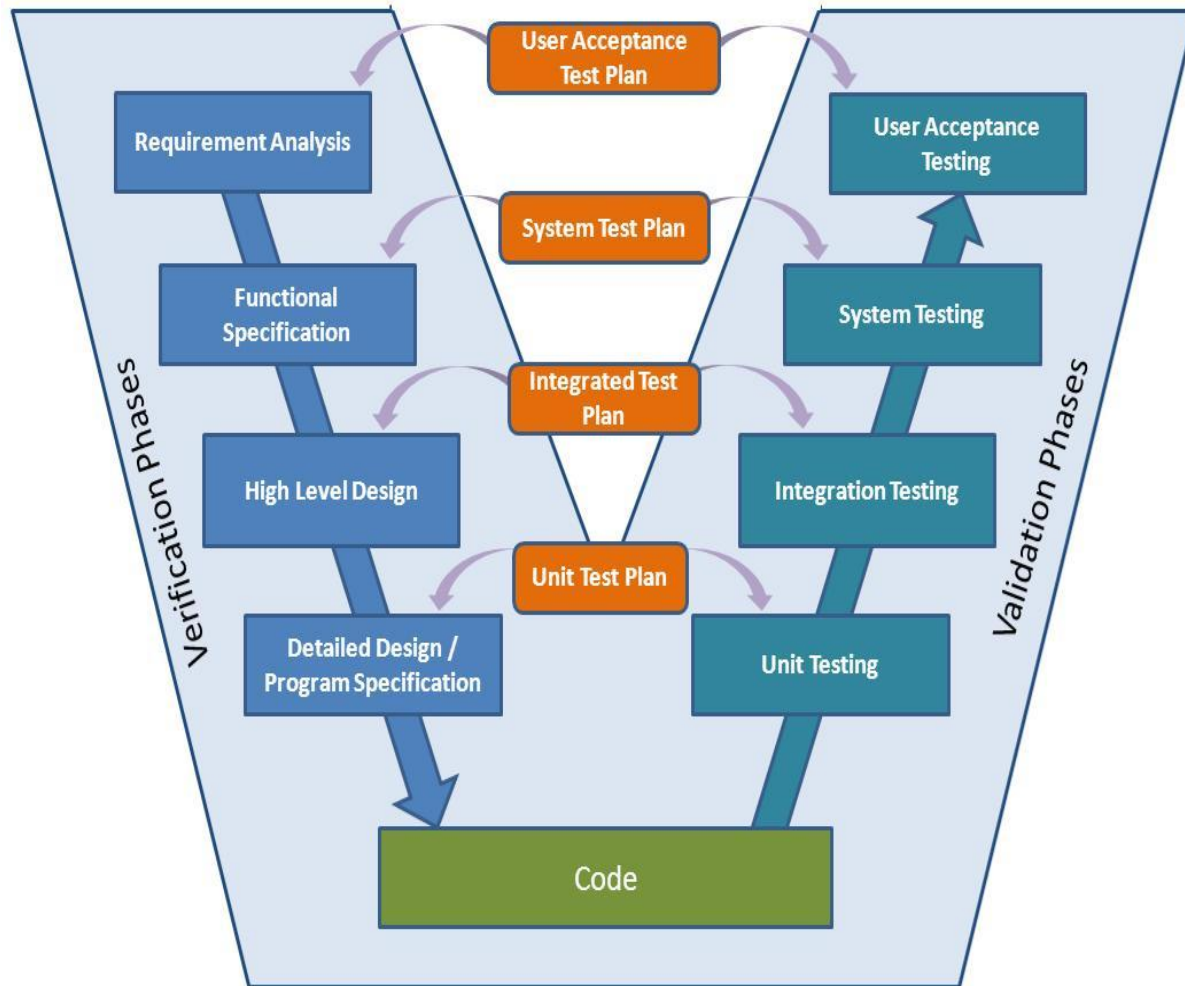 User Acceptance
Test Plan
Requirement Analysis
User Acceptance
Testing
System Test Plan
Functional
Specification
System Testing
Integrated Test
Plan
High Level Design
Integration Testing
Verification Phases
Validation Phases
Unit Test Plan
Detailed Design /
Program Specification
Unit Testing
Code